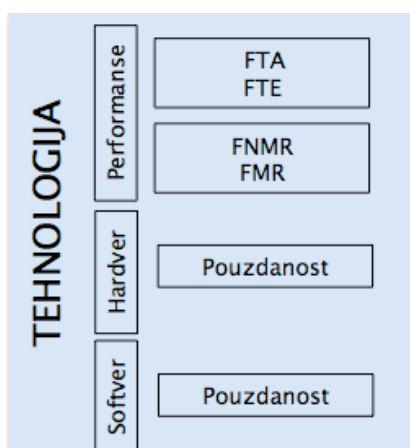 TEHNOLOGIJA
Performanse
FTA
FTE
FNMR
FMR
Hardver
Pouzdanost
Softver
Pouzdanost